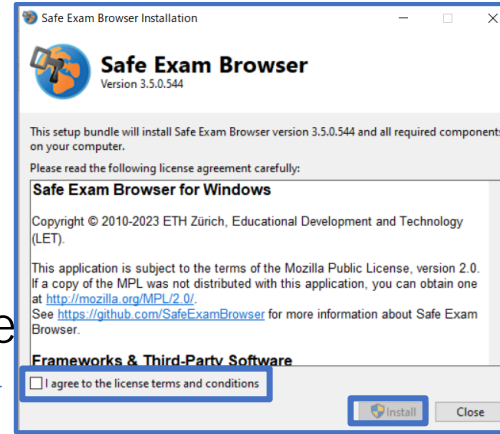 Safe Exam Browser Installation
Safe Exam Browser
Version 3.5.0.544
This setup bundle will install Safe Exam Browser version 3.5.0.544 and all required components
on your computer.
Please read the following license agreement carefully:
Safe Exam Browser for Windows
Copyright © 2010-2023 ETH Zürich, Educational Development and Technology
(LET).
This application is subject to the terms of the Mozilla Public License, version 2.0.
If a copy of the MPL was not distributed with this application, you can obtain one
at http://mozilla.org/MPL/2.0/.
See https://github.com/SafeExamBrowser for more information about Safe Exam
Browser.
e
Frameworks & Third-Party Software
I agree to the license terms and conditions
Install
Close